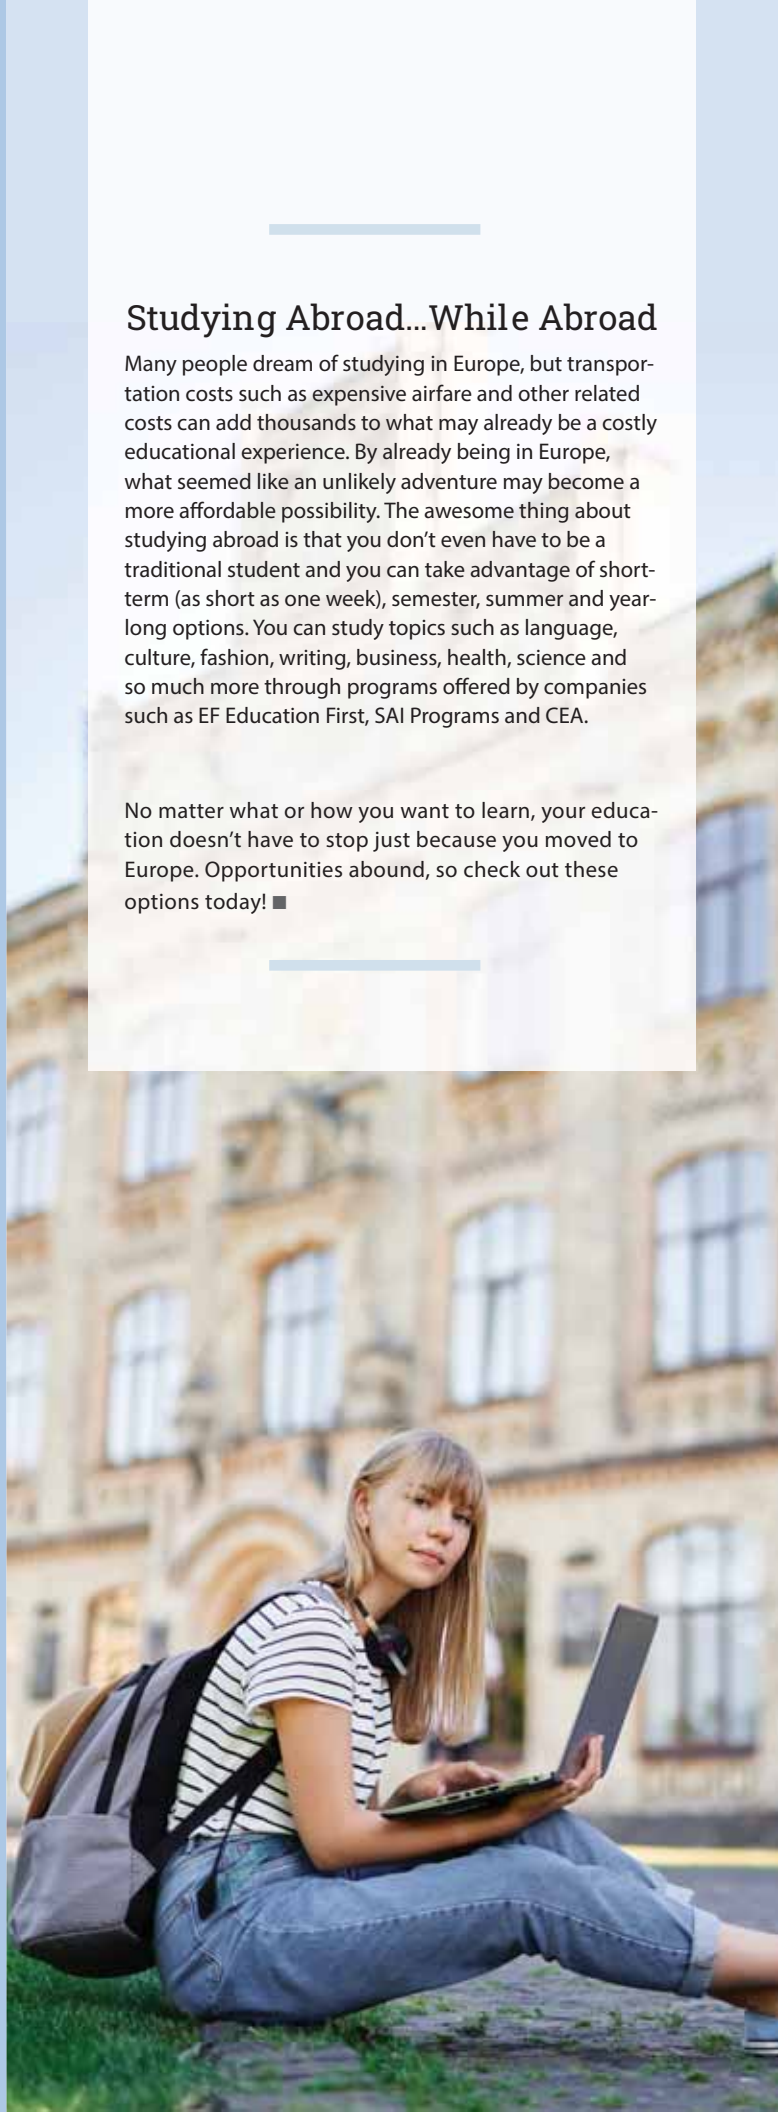 Studying Abroad...While Abroad
Many people dream of studying in Europe, but transpor-
tation costs such as expensive airfare and other related
costs can add thousands to what may already be a costly
educational experience. By already being in Europe,
what seemed like an unlikely adventure may become a
more affordable possibility. The awesome thing about
studying abroad is that you don’t even have to be a
traditional student and you can take advantage of short-
term (as short as one week), semester, summer and year-
long options. You can study topics such as language,
culture, fashion, writing, business, health, science and
so much more through programs offered by companies
such as EF Education First, SAI Programs and CEA.
No matter what or how you want to learn, your educa-
tion doesn’t have to stop just because you moved to
Europe. Opportunities abound, so check out these
options today! ■